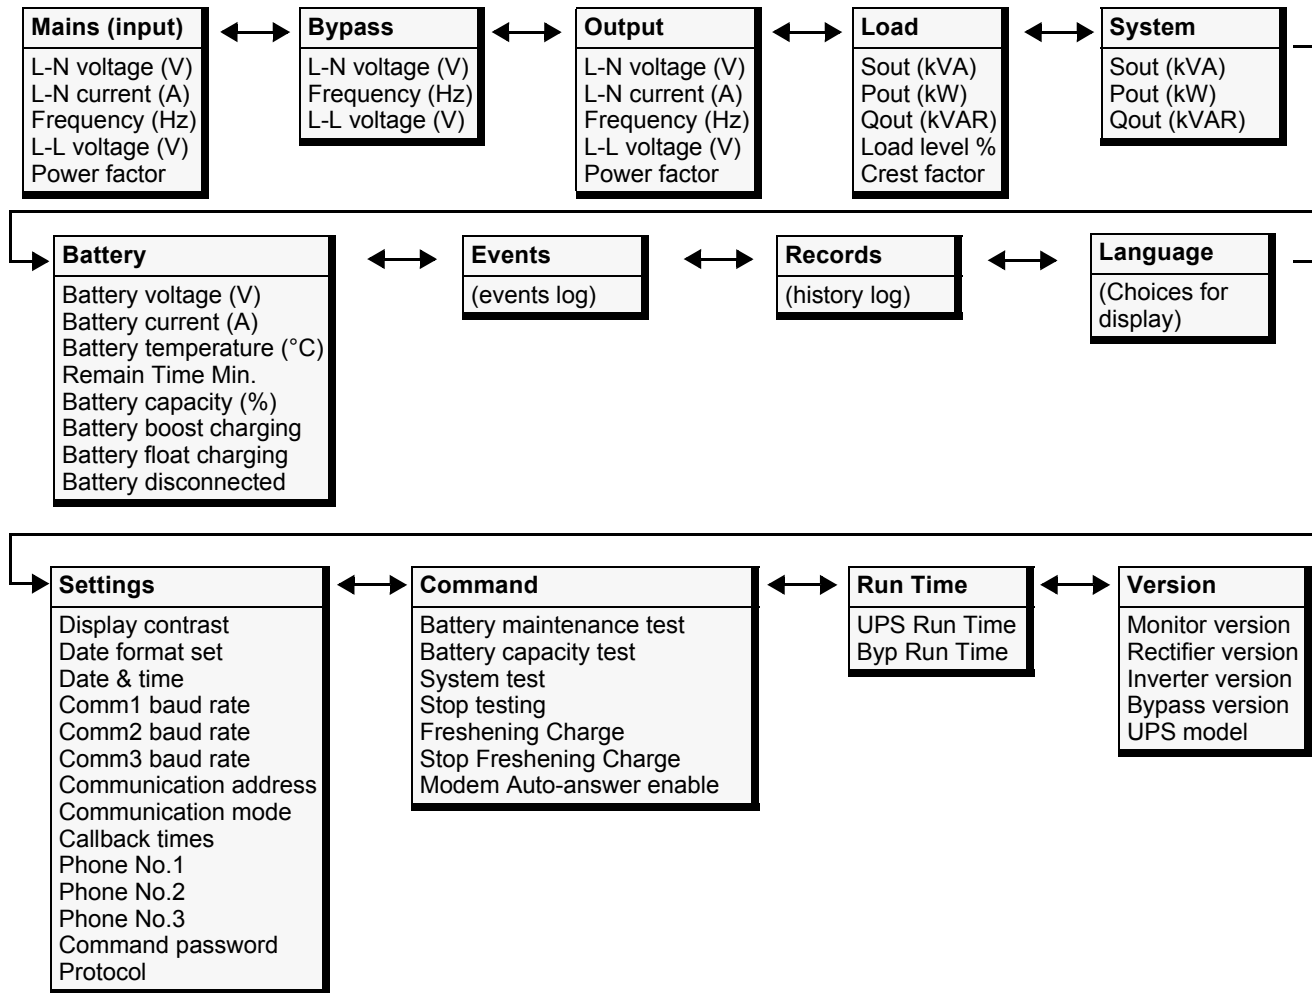 Mains (input)
L-N voltage (V)
L-N current (A)
Frequency (Hz)
L-L voltage (V)
Power factor
Bypass
L-N voltage (V)
Frequency (Hz)
L-L voltage (V)
Output
L-N voltage (V)
L-N current (A)
Frequency (Hz)
L-L voltage (V)
Power factor
Load
Sout (kVA)
Pout (kW)
Qout (kVAR)
Load level %
Crest factor
System
Sout (kVA)
Pout (kW)
Qout (kVAR)
Battery
Battery voltage (V)
Battery current (A)
Battery temperature (°C)
Remain Time Min.
Battery capacity (%)
Battery boost charging
Battery float charging
Battery disconnected
Events
(events log)
Records
(history log)
Language
(Choices for
display)
Settings
Display contrast
Date format set
Date & time
Comm1 baud rate
Comm2 baud rate
Comm3 baud rate
Communication address
Communication mode
Callback times
Phone No.1
Phone No.2
Phone No.3
Command password
Protocol
Command
Battery maintenance test
Battery capacity test
System test
Stop testing
Freshening Charge
Stop Freshening Charge
Modem Auto-answer enable
Run Time
UPS Run Time
Byp Run Time
Version
Monitor version
Rectifier version
Inverter version
Bypass version
UPS model